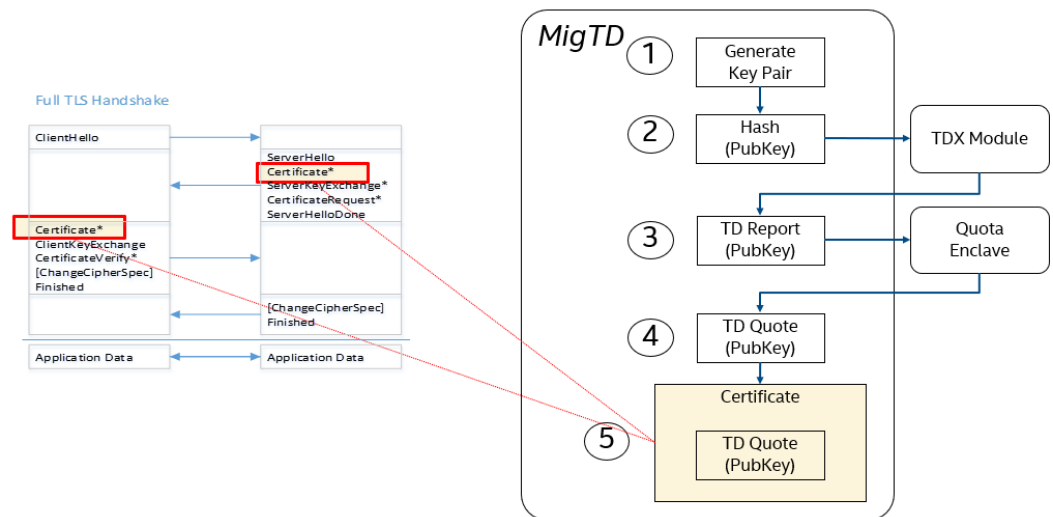 Full TLS Handshake
ClientHello
ServerHello
Certificate*
ServerKeyExchange*
CertificateRequest*
ServerHelloDone
Certificate*
ClientKeyExchange
CertificateVerify*
[ChangeCipherSpec]
Finished
[ChangeCipherSpec]
Finished
Application Data
Application Data
MigTD
1
Generate
Key Pair
2
Hash
(PubKey)
TDX Module
3
TD Report
(PubKey)
Quota
Enclave
4
TD Quote
(PubKey)
Certificate
5
TD Quote
(PubKey)